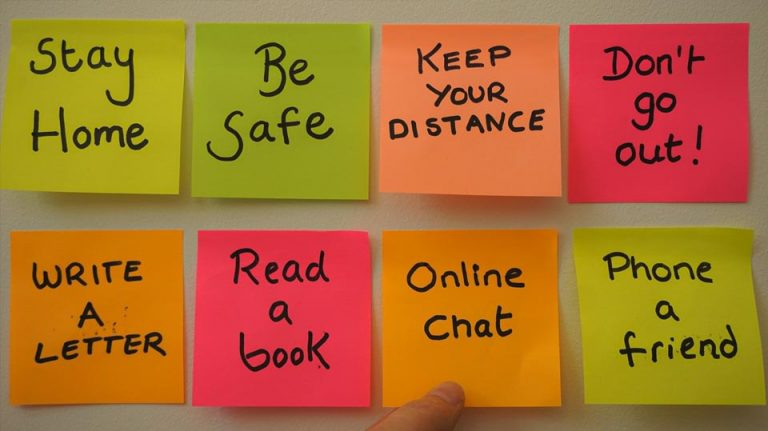 Stay
Home
Be
Safe
KEEP
YOUR
DISTANCE
Don't
go
out!
WRITE
A
LETTER
Read
a
book
Online
Chat
Phone
a
friend